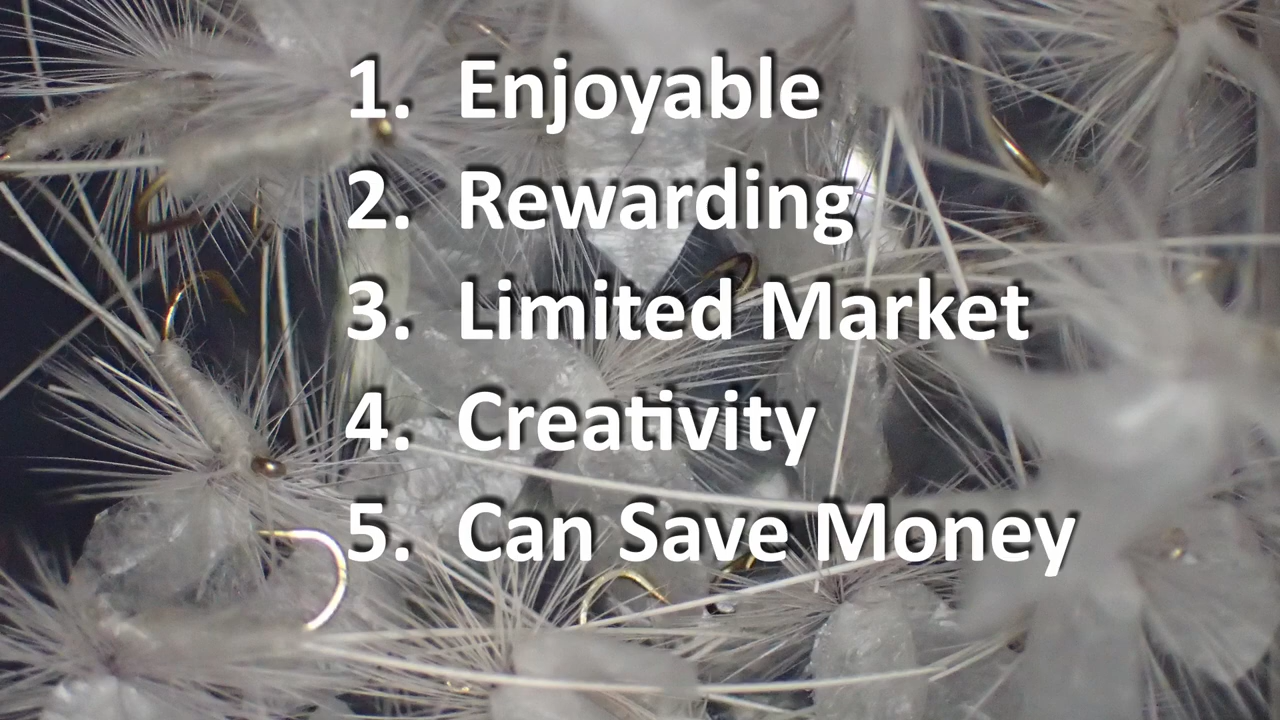 1. Enjoyable
2. Rewarding
3. Limited Market
4. Creativity
5. Can Save Money